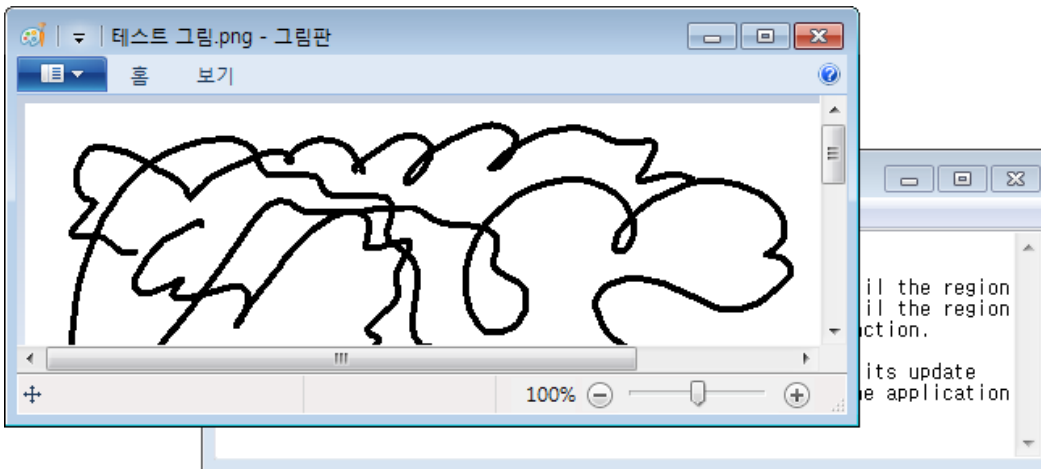 테스트 그림.png - 그림판
홈 보기
il the region
il the region
ction.
its update
e application
100%